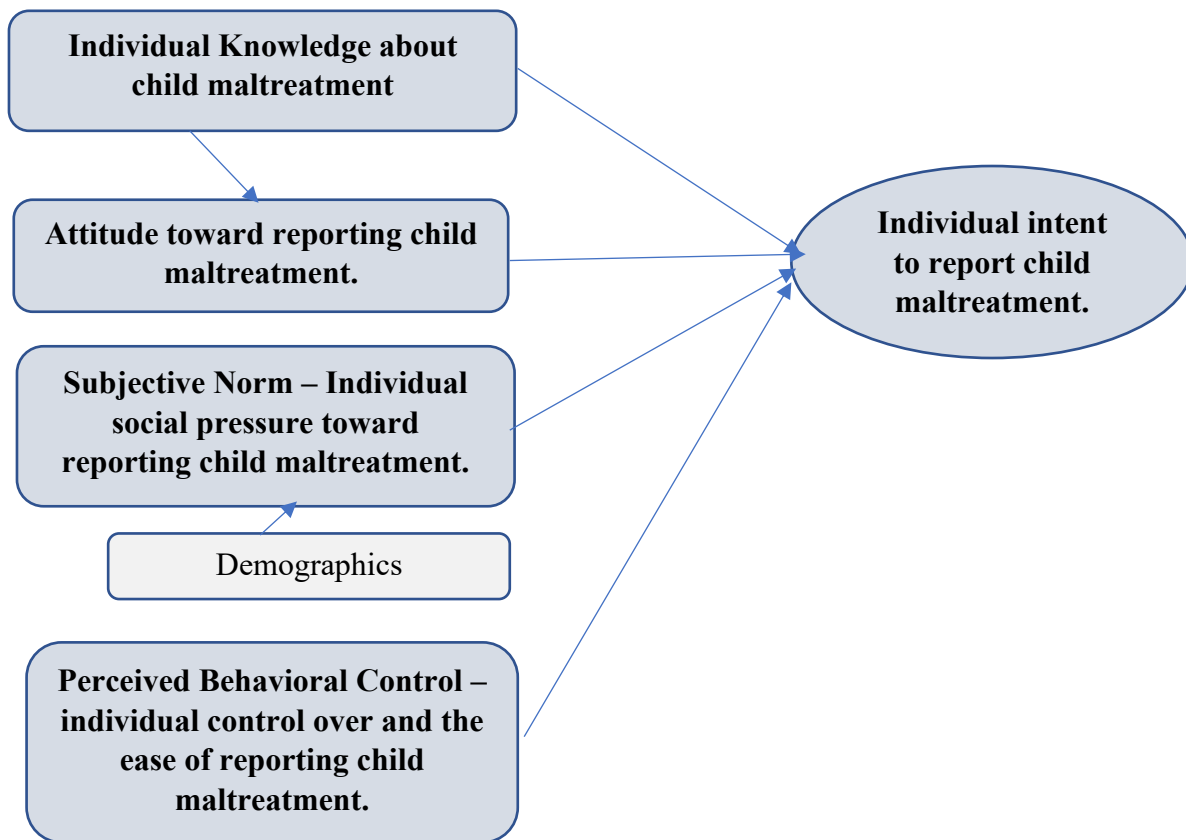 Individual Knowledge about
child maltreatment
Attitude toward reporting child
maltreatment.
Individual intent
to report child
maltreatment.
Subjective Norm – Individual
social pressure toward
reporting child maltreatment.
Demographics
Perceived Behavioral Control –
individual control over and the
ease of reporting child
maltreatment.